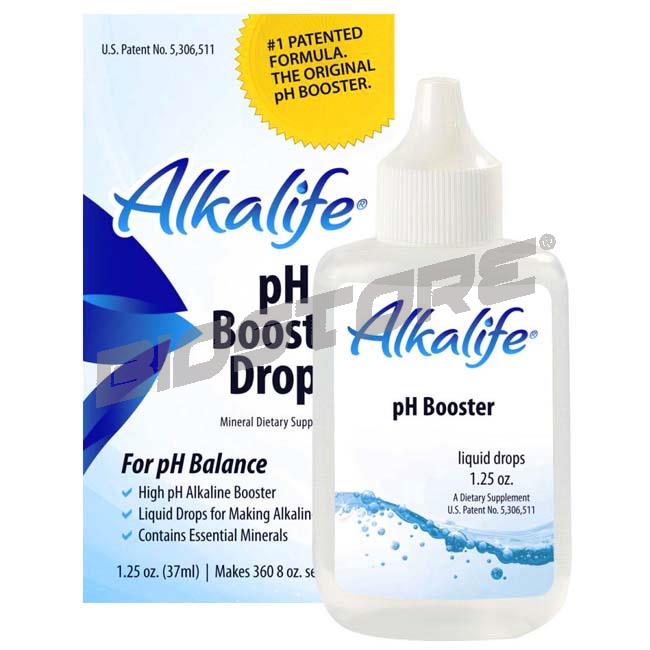 U.S. Patent No. 5,306,511
#1 PATENTED
FORMULA.
THE ORIGINAL
pH BOOSTER.
Alkalife®
pH
Boost
Drop
Mineral Dietary Supp
For pH Balance
✓ High pH Alkaline Booster
✓ Liquid Drops for Making Alkalin
✓ Contains Essential Minerals
1.25 oz. (37ml) | Makes 360 8 oz. se
Alkalife®
pH Booster
liquid drops
1.25 oz.
A Dietary Supplement
U.S. Patent No. 5,306,511
BIOSTORE®